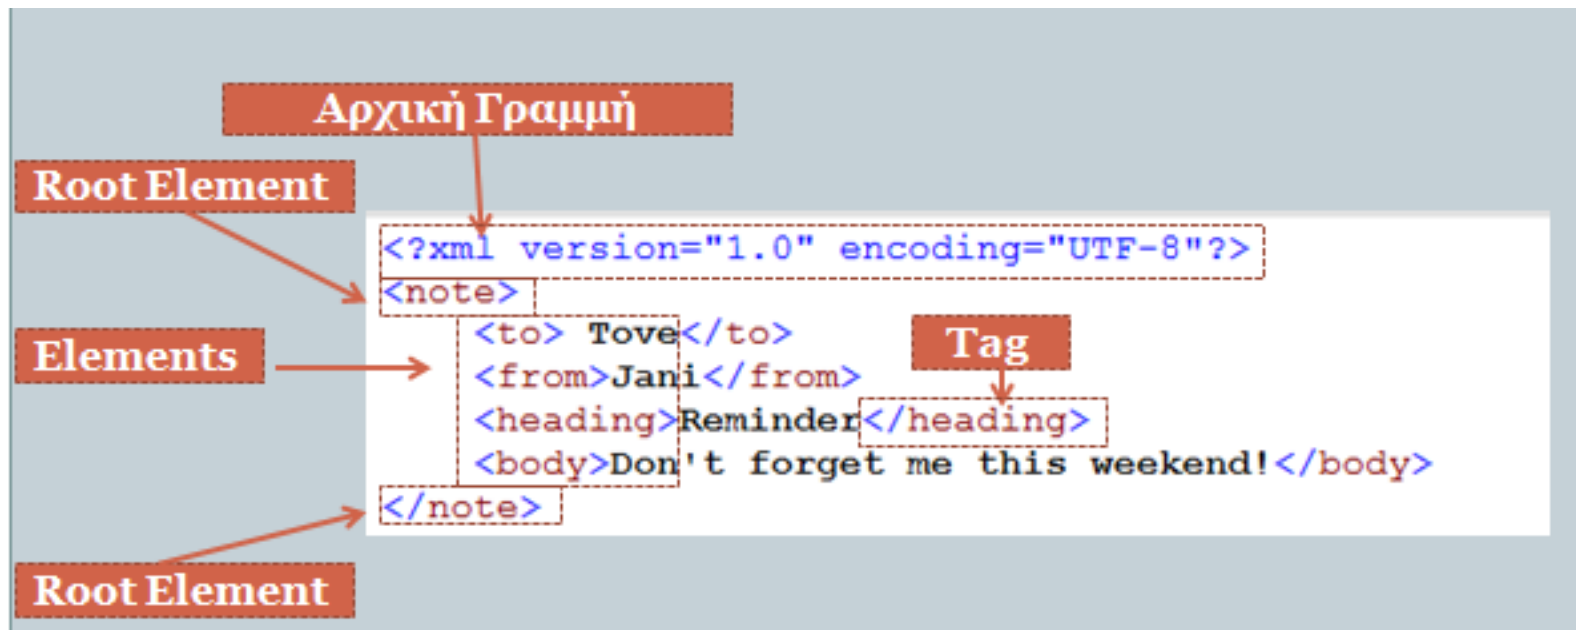 Αρχική Γραμμή
Root Element
<?xml version="1.0" encoding="UTF-8"?>
<note>
<to> Tove</to>
Elements
Tag
<from>Jani</from>
<heading>Reminder</heading>
<body>Don't forget me this weekend!</body>
</note>
Root Element